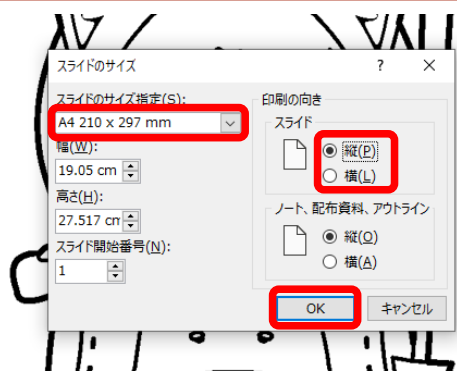 スライドのサイズ ? ×
スライドのサイズ指定(S):
A4 210 x 297 mm
幅(W):
19.05 cm
高さ(H):
27.517 cm
スライド開始番号(N):
1
印刷の向き
スライド
縦(P)
横(L)
ノート、配布資料、アウトライン
縦(O)
横(A)
OK キャンセル